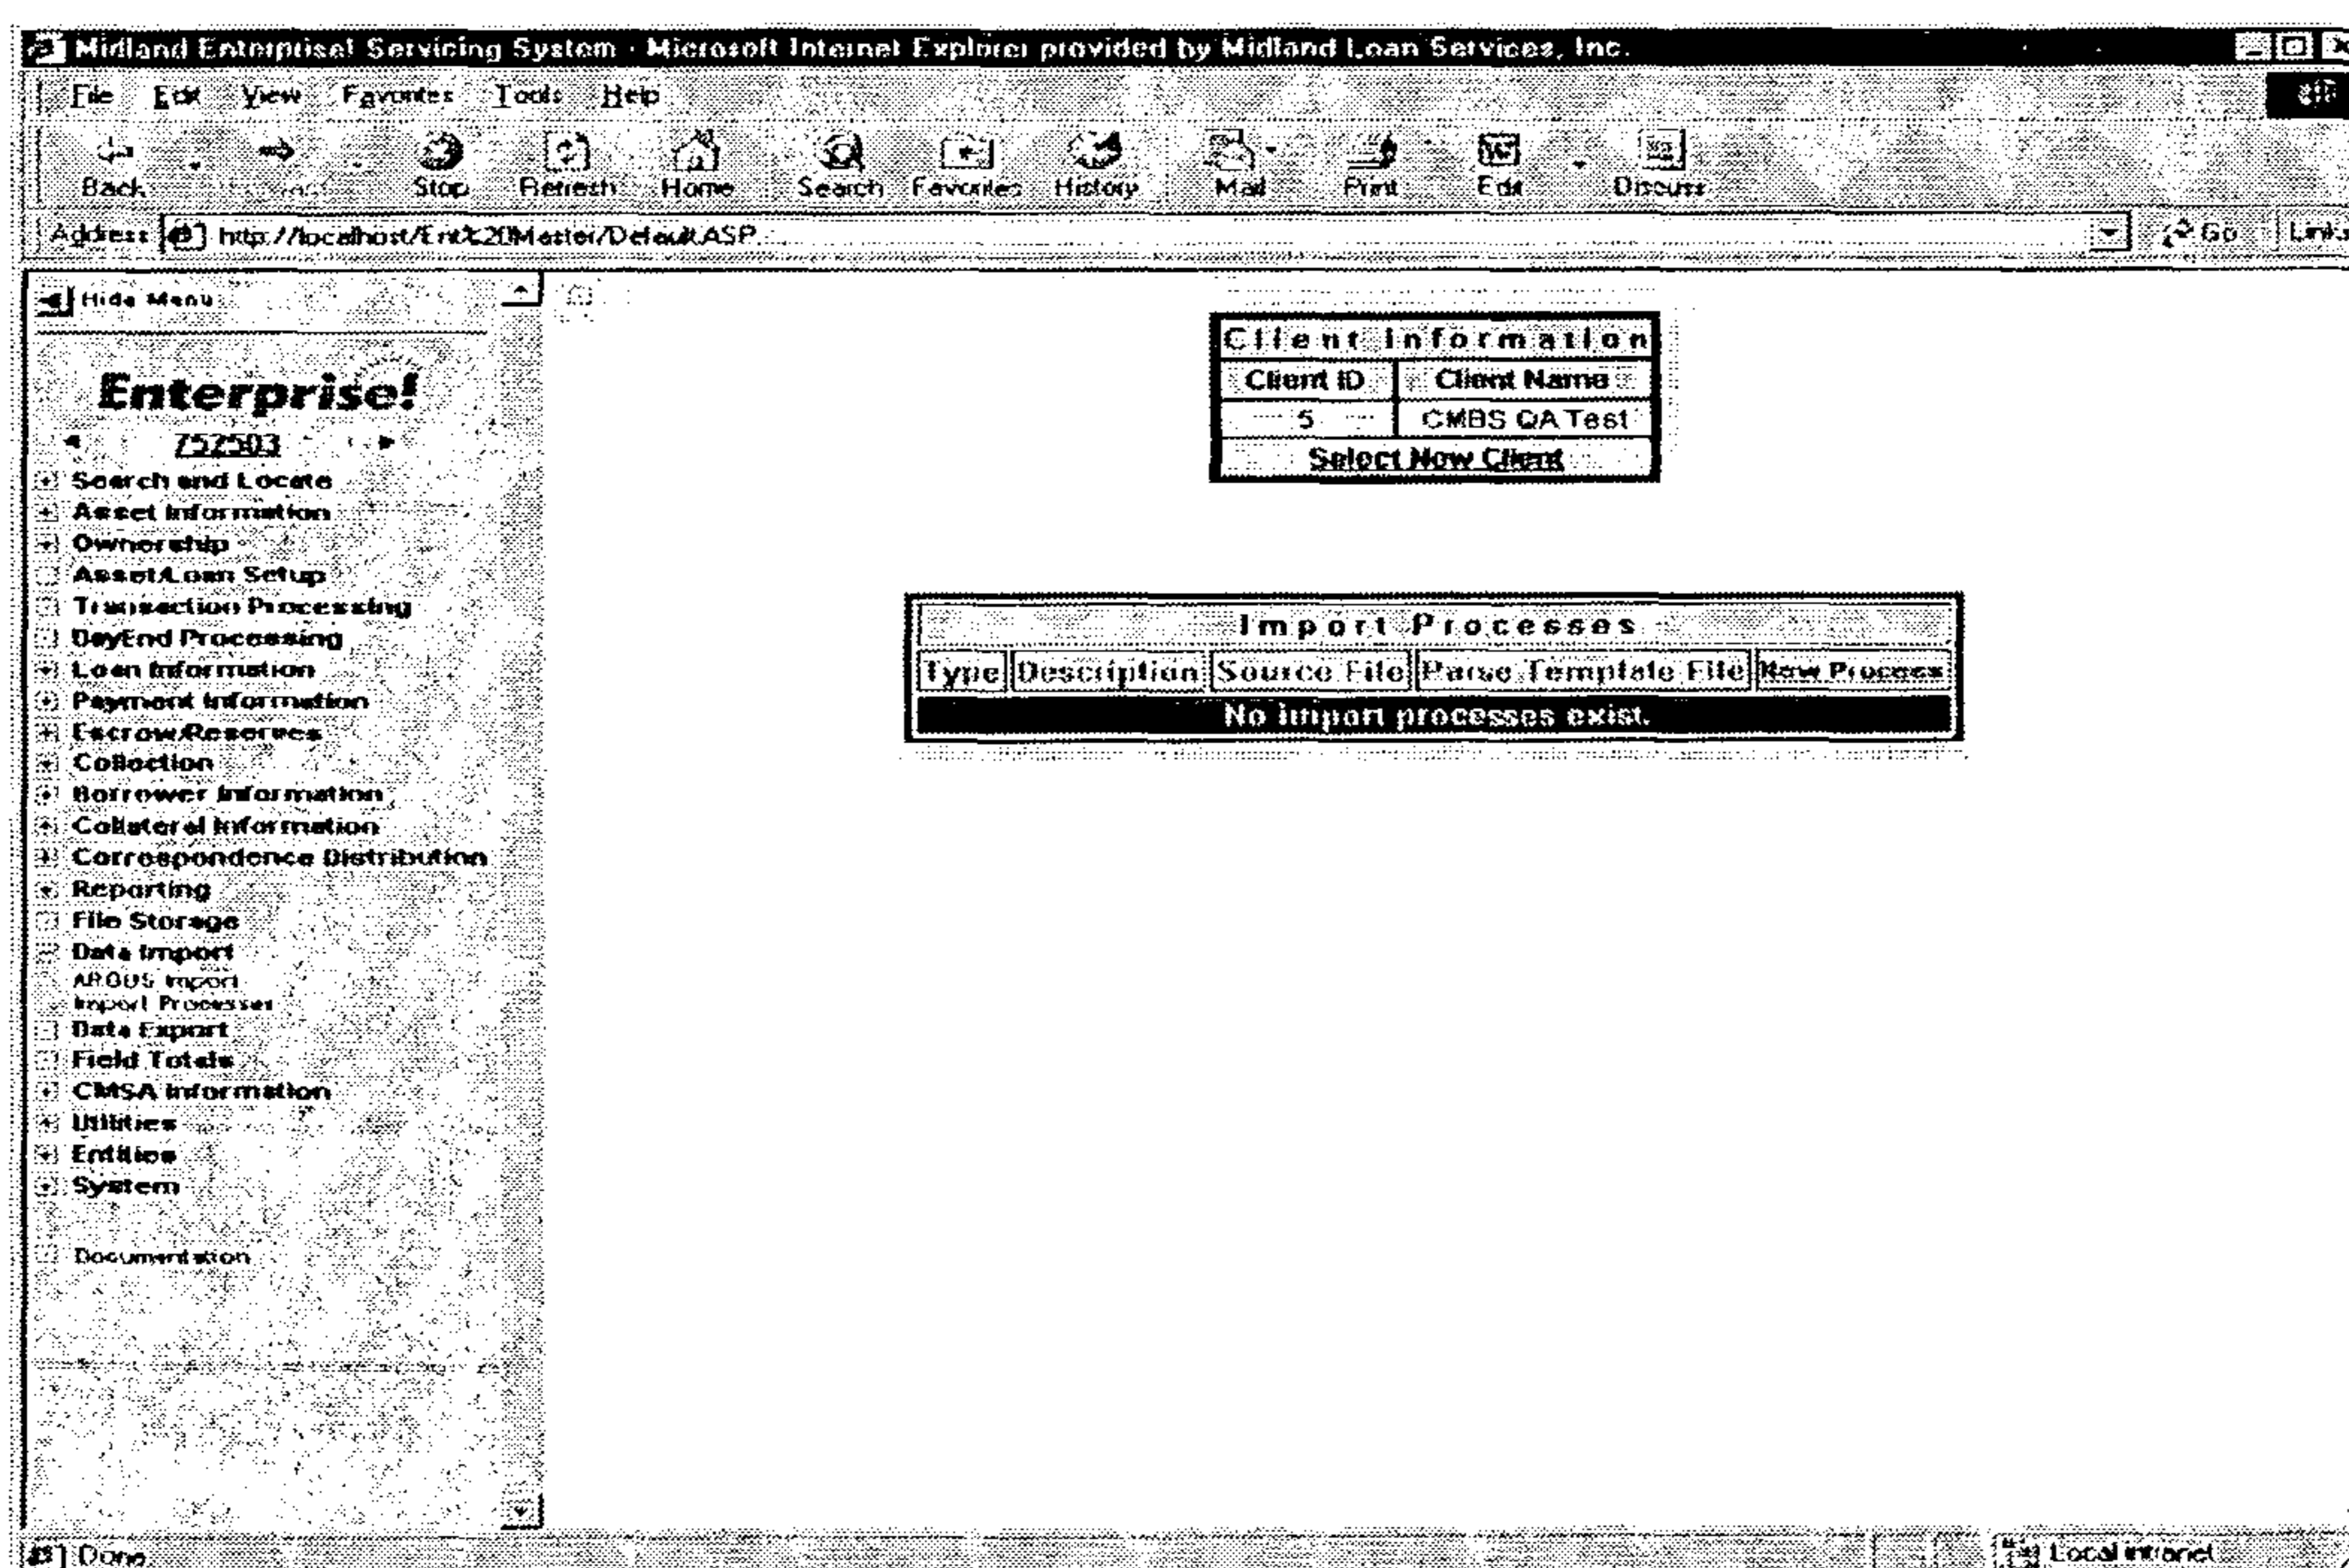 Midland Enterprise! Servicing System - Microsoft Internet Explorer provided by Midland Loan Services, Inc.
File Edit View Favorites Tools Help
Back Stop Refresh Home Search Favorites History Mail Print Edit Discuss
Address http://localhost/Ent%20Master/Default.ASP Go Links
Hide Menu
Enterprise!
752503
Search and Locate
Asset Information
Ownership
Asset/Loan Setup
Transaction Processing
DayEnd Processing
Loan Information
Payment Information
Escrow/Reserves
Collection
Borrower Information
Collateral Information
Correspondence Distribution
Reporting
File Storage
Data Import
ARGUS Import
Import Processes
Data Export
Field Totals
CMSA Information
Utilities
Entities
System
Documentation
Client Information
Client ID Client Name
5 CMBS QA Test
Select New Client
Import Processes
Type Description Source File Parse Template File New Process
No import processes exist.
Done Local intranet